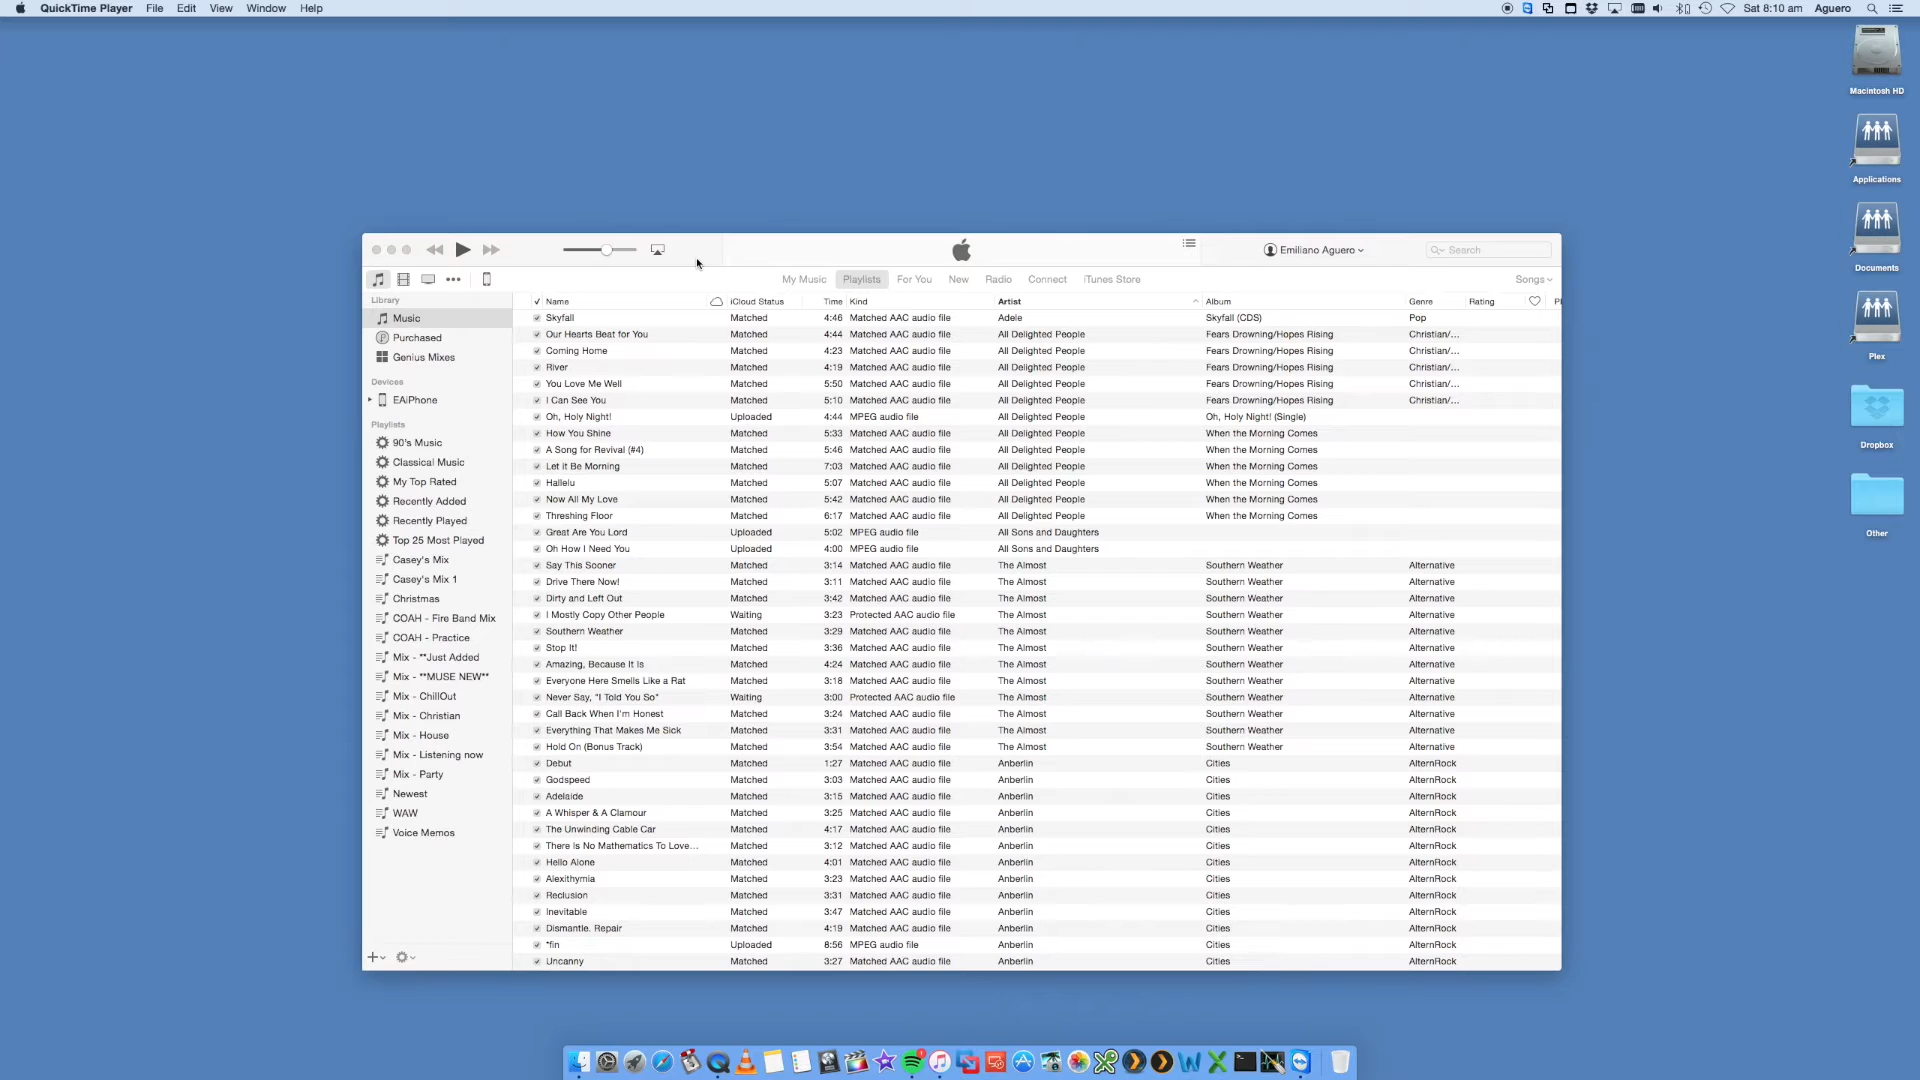 QuickTime Player File Edit View Window Help Sat 8:10 am Aguero
Macintosh HD
Applications
Documents
Plex
Dropbox
Other
Emiliano Aguero Search
My Music Playlists For You New Radio Connect iTunes Store Songs
Library
Music
Purchased
Genius Mixes
Devices
EAiPhone
Playlists
90's Music
Classical Music
My Top Rated
Recently Added
Recently Played
Top 25 Most Played
Casey's Mix
Casey's Mix 1
Christmas
COAH - Fire Band Mix
COAH - Practice
Mix - **Just Added
Mix - **MUSE NEW**
Mix - ChillOut
Mix - Christian
Mix - House
Mix - Listening now
Mix - Party
Newest
WAW
Voice Memos
Name iCloud Status Time Kind Artist Album Genre Rating Pl
Skyfall Matched 4:46 Matched AAC audio file Adele Skyfall (CDS) Pop
Our Hearts Beat for You Matched 4:44 Matched AAC audio file All Delighted People Fears Drowning/Hopes Rising Christian/...
Coming Home Matched 4:23 Matched AAC audio file All Delighted People Fears Drowning/Hopes Rising Christian/...
River Matched 4:19 Matched AAC audio file All Delighted People Fears Drowning/Hopes Rising Christian/...
You Love Me Well Matched 5:50 Matched AAC audio file All Delighted People Fears Drowning/Hopes Rising Christian/...
I Can See You Matched 5:10 Matched AAC audio file All Delighted People Fears Drowning/Hopes Rising Christian/...
Oh, Holy Night! Uploaded 4:44 MPEG audio file All Delighted People Oh, Holy Night! (Single)
How You Shine Matched 5:33 Matched AAC audio file All Delighted People When the Morning Comes
A Song for Revival (#4) Matched 5:46 Matched AAC audio file All Delighted People When the Morning Comes
Let it Be Morning Matched 7:03 Matched AAC audio file All Delighted People When the Morning Comes
Hallelu Matched 5:07 Matched AAC audio file All Delighted People When the Morning Comes
Now All My Love Matched 5:42 Matched AAC audio file All Delighted People When the Morning Comes
Threshing Floor Matched 6:17 Matched AAC audio file All Delighted People When the Morning Comes
Great Are You Lord Uploaded 5:02 MPEG audio file All Sons and Daughters
Oh How I Need You Uploaded 4:00 MPEG audio file All Sons and Daughters
Say This Sooner Matched 3:14 Matched AAC audio file The Almost Southern Weather Alternative
Drive There Now! Matched 3:11 Matched AAC audio file The Almost Southern Weather Alternative
Dirty and Left Out Matched 3:42 Matched AAC audio file The Almost Southern Weather Alternative
I Mostly Copy Other People Waiting 3:23 Protected AAC audio file The Almost Southern Weather Alternative
Southern Weather Matched 3:29 Matched AAC audio file The Almost Southern Weather Alternative
Stop It! Matched 3:36 Matched AAC audio file The Almost Southern Weather Alternative
Amazing, Because It Is Matched 4:24 Matched AAC audio file The Almost Southern Weather Alternative
Everyone Here Smells Like a Rat Matched 3:18 Matched AAC audio file The Almost Southern Weather Alternative
Never Say, "I Told You So" Waiting 3:00 Protected AAC audio file The Almost Southern Weather Alternative
Call Back When I'm Honest Matched 3:24 Matched AAC audio file The Almost Southern Weather Alternative
Everything That Makes Me Sick Matched 3:31 Matched AAC audio file The Almost Southern Weather Alternative
Hold On (Bonus Track) Matched 3:54 Matched AAC audio file The Almost Southern Weather Alternative
Debut Matched 1:27 Matched AAC audio file Anberlin Cities AlternRock
Godspeed Matched 3:03 Matched AAC audio file Anberlin Cities AlternRock
Adelaide Matched 3:15 Matched AAC audio file Anberlin Cities AlternRock
A Whisper & A Clamour Matched 3:25 Matched AAC audio file Anberlin Cities AlternRock
The Unwinding Cable Car Matched 4:17 Matched AAC audio file Anberlin Cities AlternRock
There Is No Mathematics To Love... Matched 3:12 Matched AAC audio file Anberlin Cities AlternRock
Hello Alone Matched 4:01 Matched AAC audio file Anberlin Cities AlternRock
Alexithymia Matched 3:23 Matched AAC audio file Anberlin Cities AlternRock
Reclusion Matched 3:31 Matched AAC audio file Anberlin Cities AlternRock
Inevitable Matched 3:47 Matched AAC audio file Anberlin Cities AlternRock
Dismantle. Repair Matched 4:19 Matched AAC audio file Anberlin Cities AlternRock
*fin Uploaded 8:56 MPEG audio file Anberlin Cities AlternRock
Uncanny Matched 3:27 Matched AAC audio file Anberlin Cities AlternRock